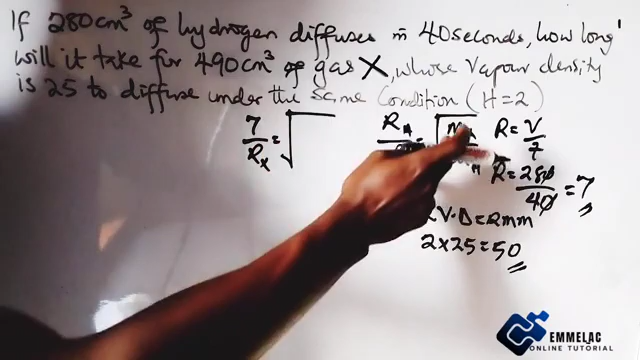 If 280cm³ of hydrogen diffuses in 40seconds, how long
will it take for 490cm³ of gas X, whose vapour density
is 25 to diffuse under the same condition (H=2)
7/Rx = √
R = V/T
R = 280/40 = 7
2 V.D = Rmm
2x25 = 50
EMMELAC
ONLINE TUTORIAL